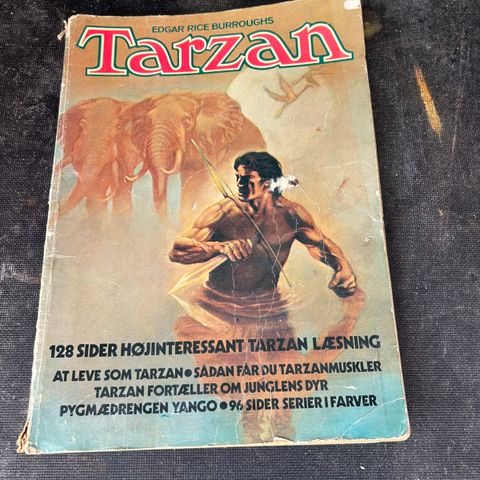 EDGAR RICE BURROUGHS
Tarzan
128 SIDER HØJINTERESSANT TARZAN LÆSNING
AT LEVE SOM TARZAN • SÅDAN FÅR DU TARZANMUSKLER
TARZAN FORTÆLLER OM JUNGLENS DYR
PYGMÆDRENGEN YANGO • 96 SIDER SERIER I FARVER